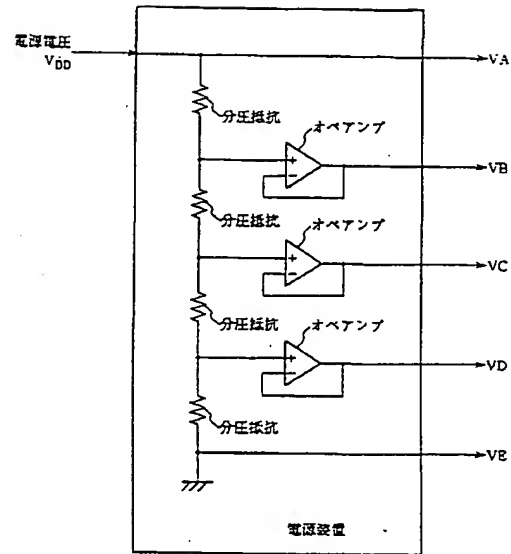 電源電圧
VDD
VA
分圧抵抗
オペアンプ
VB
分圧抵抗
オペアンプ
VC
分圧抵抗
オペアンプ
VD
分圧抵抗
VE
電源装置